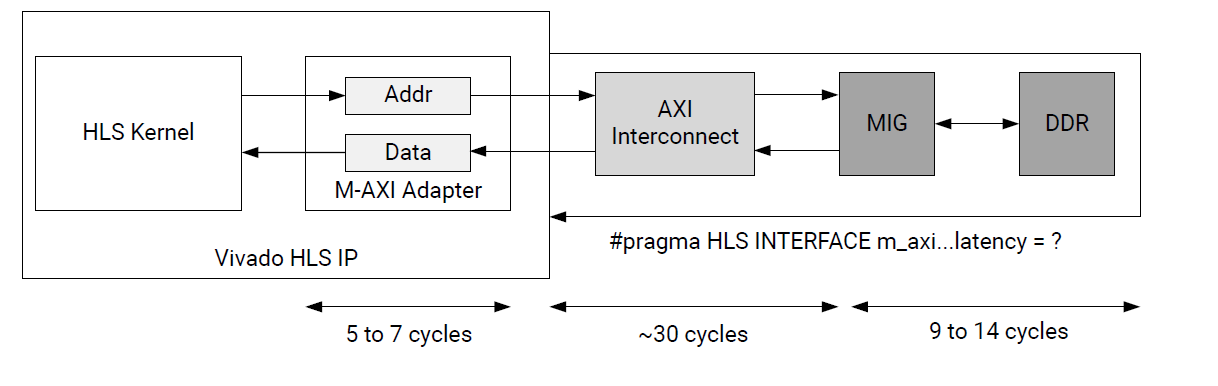 HLS Kernel
Addr
Data
M-AXI Adapter
Vivado HLS IP
AXI
Interconnect
MIG
DDR
#pragma HLS INTERFACE m_axi...latency = ?
5 to 7 cycles
~30 cycles
9 to 14 cycles